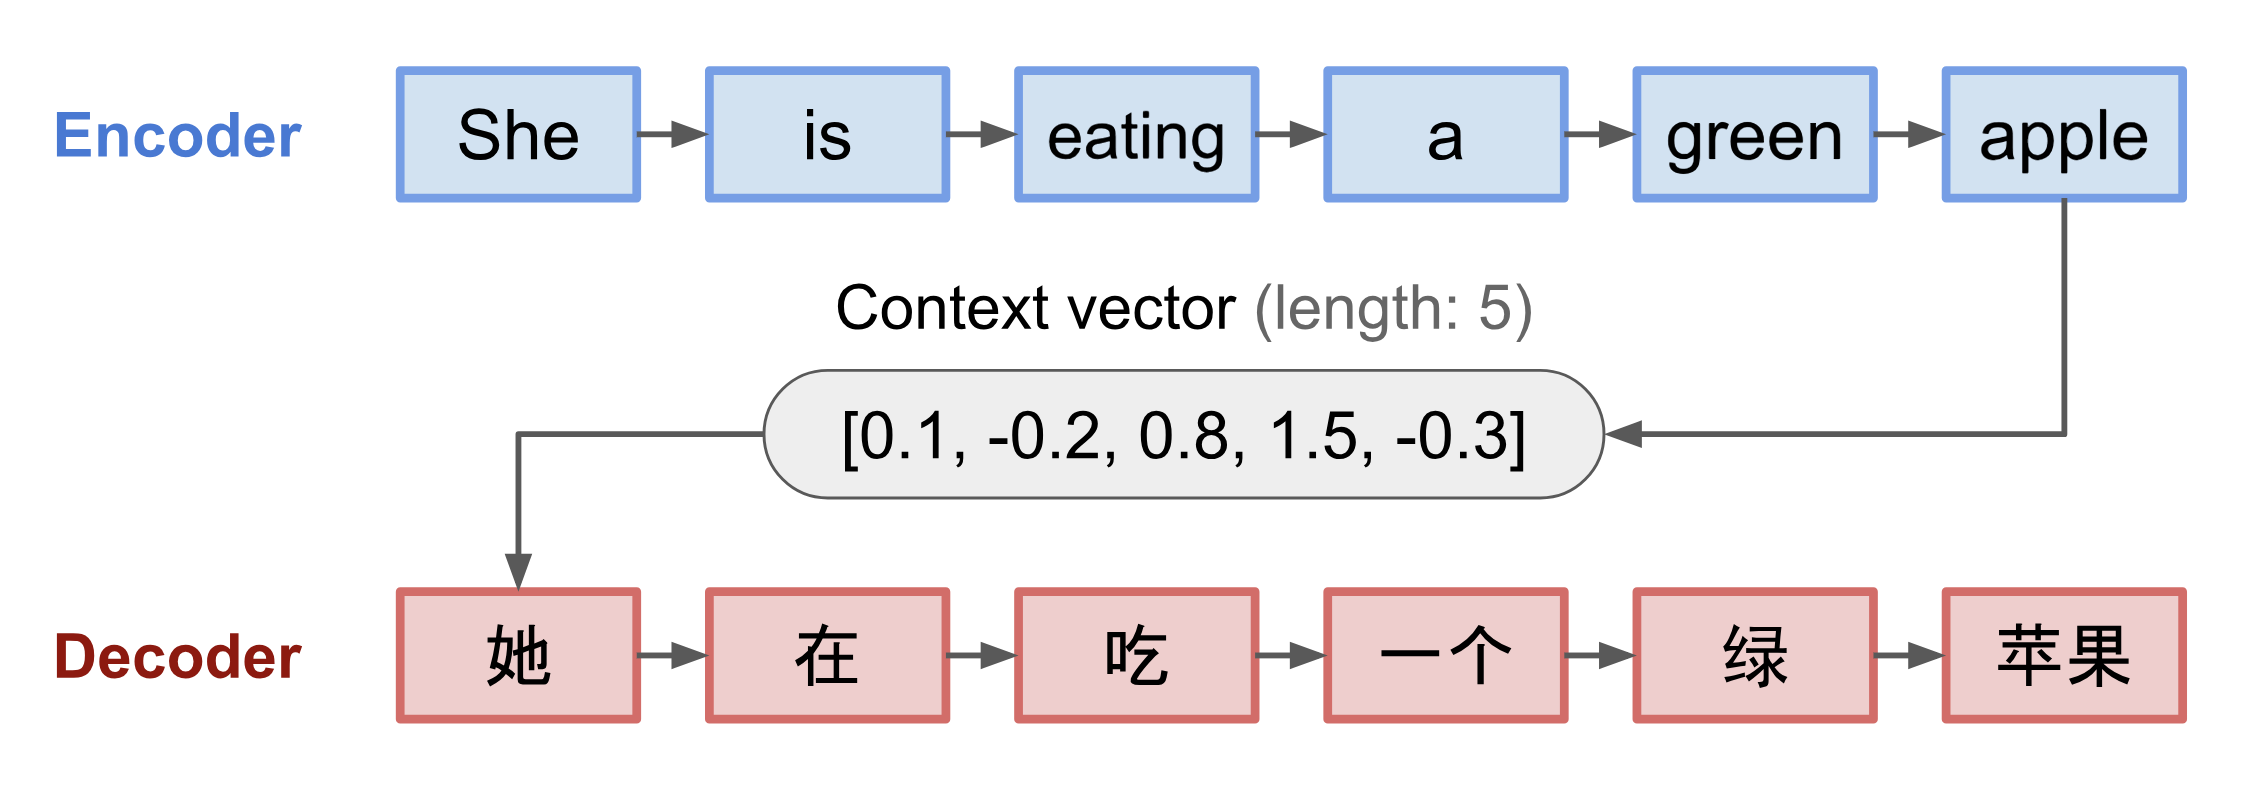 Encoder She is eating a green apple
Context vector (length: 5)
[0.1, -0.2, 0.8, 1.5, -0.3]
Decoder 她 在 吃 一个 绿 苹果